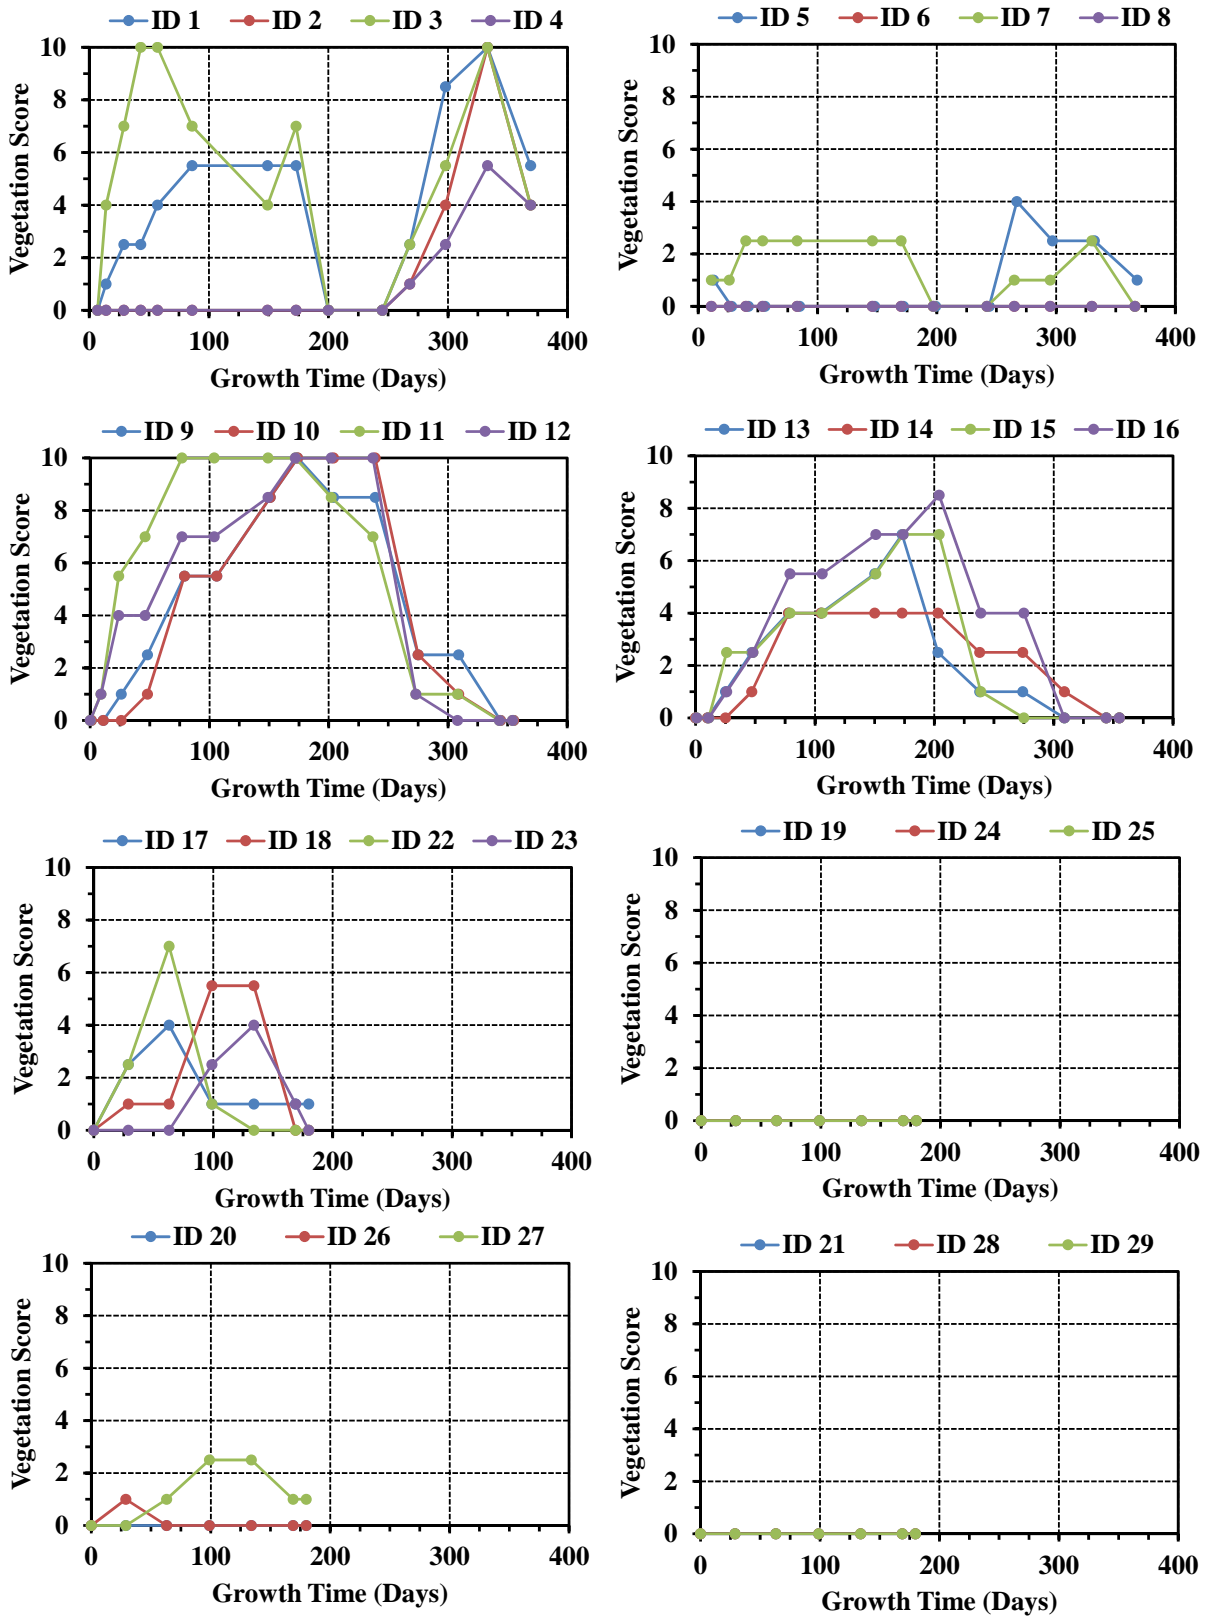 ID 1 ID 2 ID 3 ID 4
10
8
6
4
2
0
Vegetation Score
0 100 200 300 400
Growth Time (Days)
ID 5 ID 6 ID 7 ID 8
10
8
6
4
2
0
Vegetation Score
0 100 200 300 400
Growth Time (Days)
ID 9 ID 10 ID 11 ID 12
10
8
6
4
2
0
Vegetation Score
0 100 200 300 400
Growth Time (Days)
ID 13 ID 14 ID 15 ID 16
10
8
6
4
2
0
Vegetation Score
0 100 200 300 400
Growth Time (Days)
ID 17 ID 18 ID 22 ID 23
10
8
6
4
2
0
Vegetation Score
0 100 200 300 400
Growth Time (Days)
ID 19 ID 24 ID 25
10
8
6
4
2
0
Vegetation Score
0 100 200 300 400
Growth Time (Days)
ID 20 ID 26 ID 27
10
8
6
4
2
0
Vegetation Score
0 100 200 300 400
Growth Time (Days)
ID 21 ID 28 ID 29
10
8
6
4
2
0
Vegetation Score
0 100 200 300 400
Growth Time (Days)